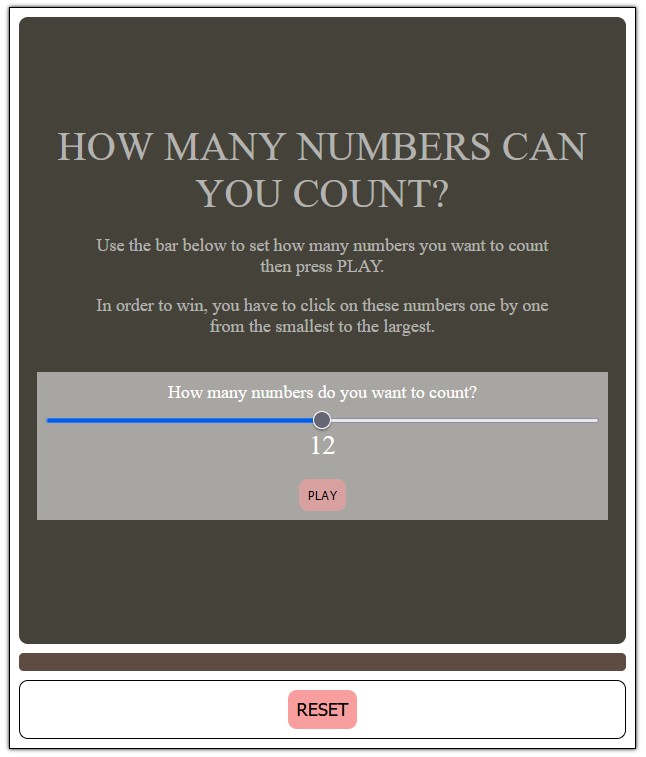 HOW MANY NUMBERS CAN
YOU COUNT?
Use the bar below to set how many numbers you want to count
then press PLAY.
In order to win, you have to click on these numbers one by one
from the smallest to the largest.
How many numbers do you want to count?
12
PLAY
RESET